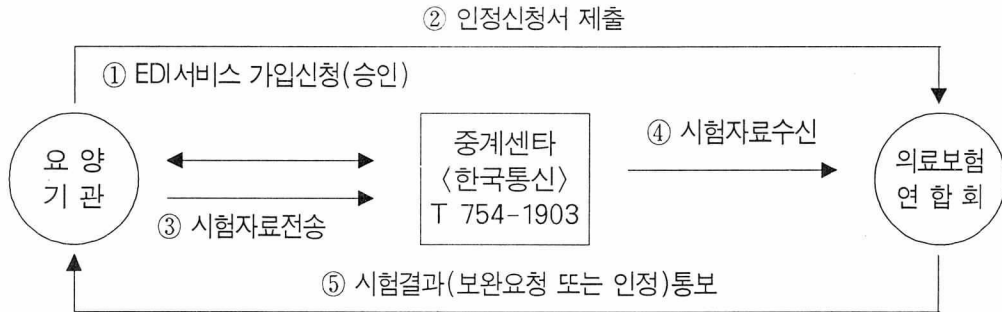 ② 인정신청서 제출
① EDI서비스 가입신청(승인)
요 양
기 관
중계센타
〈한국통신〉
T 754-1903
④ 시험자료수신
의료보험
연 합 회
③ 시험자료전송
⑤ 시험결과(보완요청 또는 인정)통보